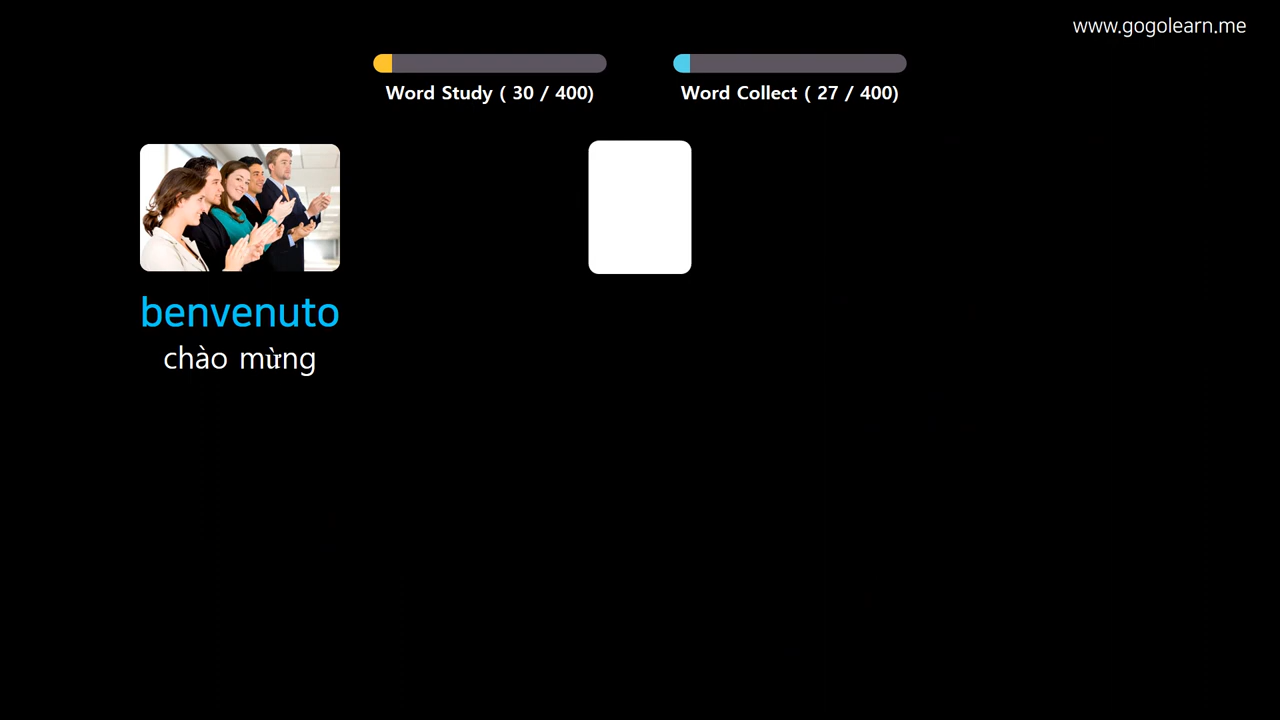 www.gogolearn.me
Word Study ( 30 / 400)
Word Collect ( 27 / 400)
benvenuto
chào mừng